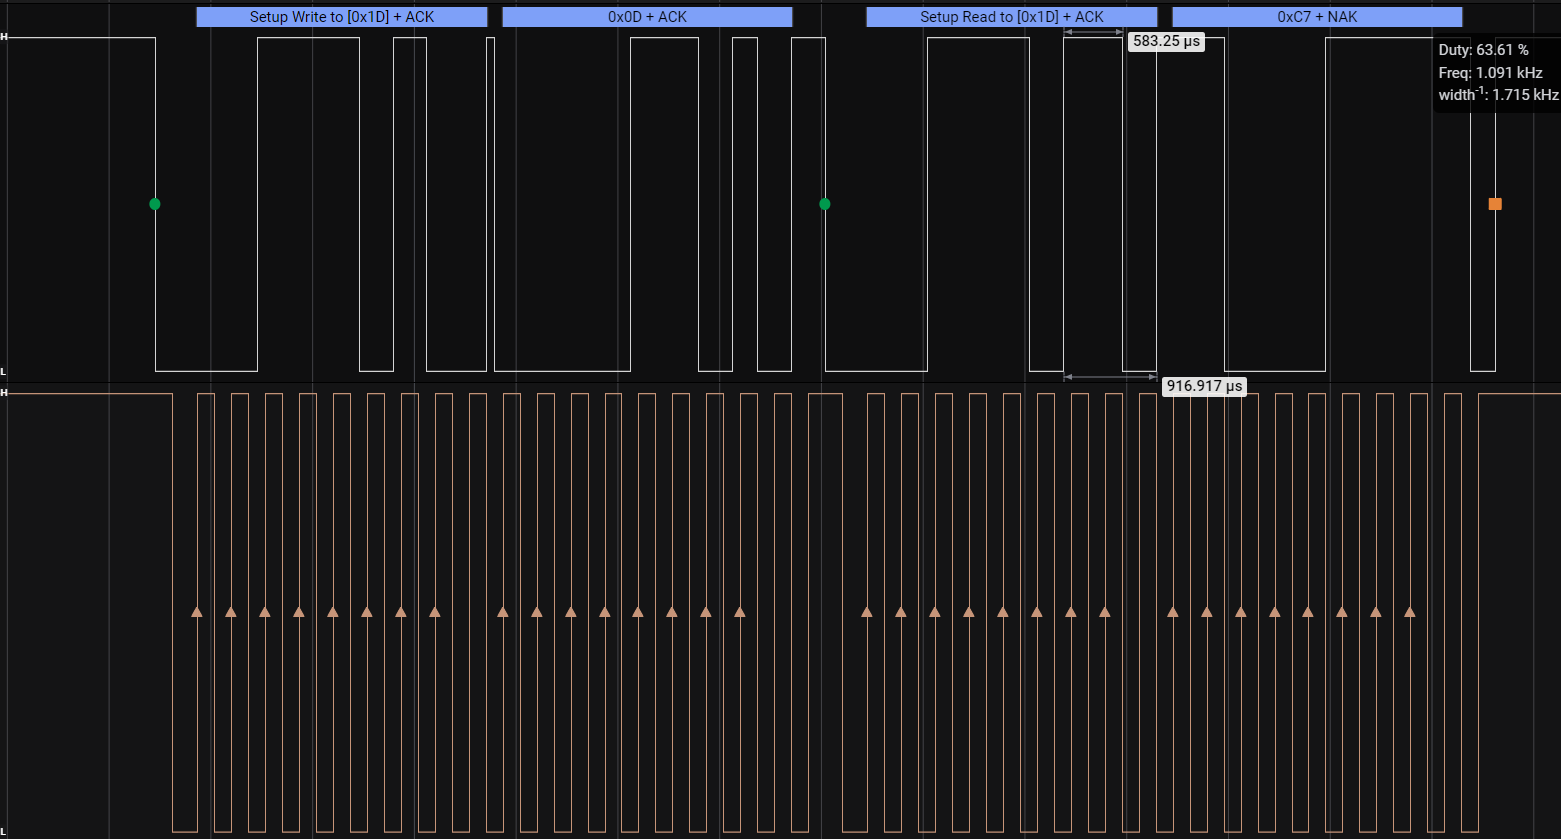 Setup Write to [0x1D] + ACK
0x0D + ACK
Setup Read to [0x1D] + ACK
0xC7 + NAK
H
583.25 µs
Duty: 63.61 %
Freq: 1.091 kHz
width⁻¹: 1.715 kHz
L
916.917 µs
H
L